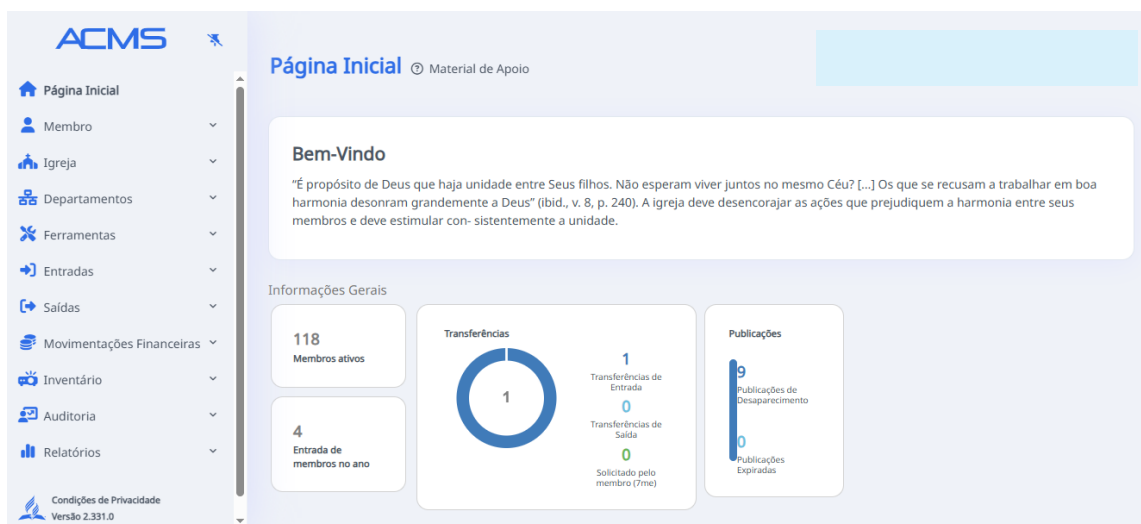 ACMS
Página Inicial
Membro
Igreja
Departamentos
Ferramentas
Entradas
Saídas
Movimentações Financeiras
Inventário
Auditoria
Relatórios
Condições de Privacidade
Versão 2.331.0
Página Inicial ? Material de Apoio
Bem-Vindo
“É propósito de Deus que haja unidade entre Seus filhos. Não esperam viver juntos no mesmo Céu? [...] Os que se recusam a trabalhar em boa
harmonia desonram grandemente a Deus” (ibid., v. 8, p. 240). A igreja deve desencorajar as ações que prejudiquem a harmonia entre seus
membros e deve estimular con- sistentemente a unidade.
Informações Gerais
118
Membros ativos
4
Entrada de
membros no ano
Transferências
1
1
Transferências de
Entrada
0
Transferências de
Saída
0
Solicitado pelo
membro (7me)
Publicações
9
Publicações de
Desaparecimento
0
Publicações
Expiradas